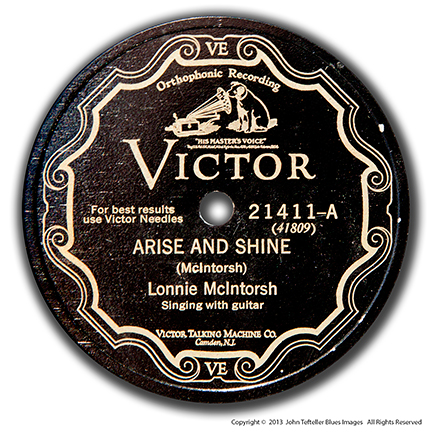 VE
Orthophonic Recording
"HIS MASTER'S VOICE"
VICTOR
For best results
use Victor Needles
21411-A
(41809)
ARISE AND SHINE
(McIntorsh)
Lonnie McIntorsh
Singing with guitar
VICTOR TALKING MACHINE CO.
Camden, N.J.
VE
Copyright © 2013 John Tefteller Blues Images All Rights Reserved